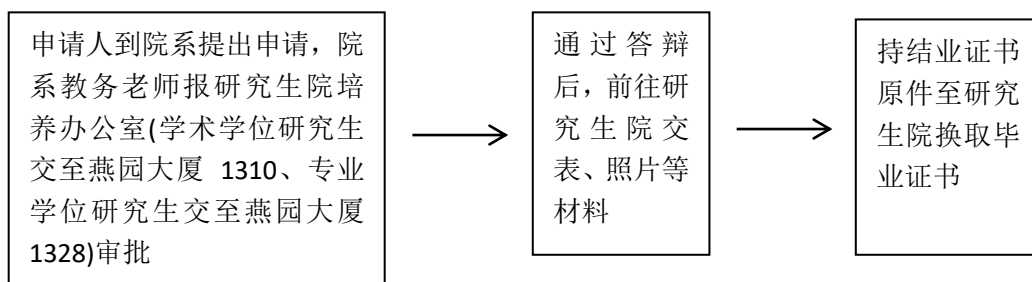 申请人到院系提出申请，院
系教务老师报研究生院培
养办公室(学术学位研究生
交至燕园大厦 1310、专业
学位研究生交至燕园大厦
1328)审批
通过答辩
后，前往研
究生院交
表、照片等
材料
持结业证书
原件至研究
生院换取毕
业证书